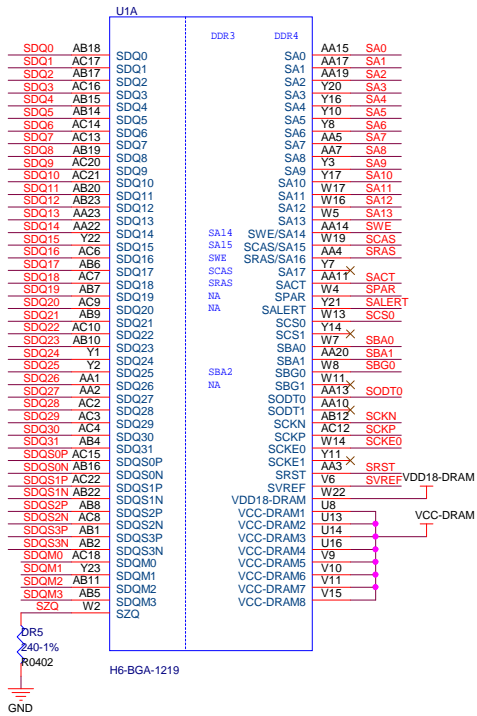 U1A
DDR3 DDR4
SDQ0 AB18 SDQ0 SA0 AA15 SA0
SDQ1 AC17 SDQ1 SA1 AA17 SA1
SDQ2 AB17 SDQ2 SA2 AA19 SA2
SDQ3 AC16 SDQ3 SA3 Y20 SA3
SDQ4 AB15 SDQ4 SA4 Y16 SA4
SDQ5 AB14 SDQ5 SA5 Y10 SA5
SDQ6 AC14 SDQ6 SA6 Y8 SA6
SDQ7 AC13 SDQ7 SA7 AA5 SA7
SDQ8 AB19 SDQ8 SA8 AA7 SA8
SDQ9 AC20 SDQ9 SA9 Y3 SA9
SDQ10 AC21 SDQ10 SA10 Y17 SA10
SDQ11 AB20 SDQ11 SA11 W17 SA11
SDQ12 AB23 SDQ12 SA12 W16 SA12
SDQ13 AA23 SDQ13 SA13 W5 SA13
SDQ14 AA22 SDQ14 SA14 SWE/SA14 AA14 SWE
SDQ15 Y22 SDQ15 SA15 SCAS/SA15 W19 SCAS
SDQ16 AC6 SDQ16 SWE SRAS/SA16 AA4 SRAS
SDQ17 AB6 SDQ17 SCAS SA17 Y7
SDQ18 AC7 SDQ18 SRAS SACT AA11 SACT
SDQ19 AB7 SDQ19 NA SPAR W4 SPAR
SDQ20 AC9 SDQ20 NA SALERT Y21 SALERT
SDQ21 AB9 SDQ21 SCS0 W13 SCS0
SDQ22 AC10 SDQ22 SCS1 Y14
SDQ23 AB10 SDQ23 SBA0 W7 SBA0
SDQ24 Y1 SDQ24 SBA1 AA20 SBA1
SDQ25 Y2 SDQ25 SBA2 SBG0 W8 SBG0
SDQ26 AA1 SDQ26 NA SBG1 W11
SDQ27 AA2 SDQ27 SODT0 AA13 SODT0
SDQ28 AC2 SDQ28 SODT1 AA10
SDQ29 AC3 SDQ29 SCKN AB12 SCKN
SDQ30 AC4 SDQ30 SCKP AC12 SCKP
SDQ31 AB4 SDQ31 SCKE0 W14 SCKE0
SDQS0P AC15 SDQS0P SCKE1 Y11
SDQS0N AB16 SDQS0N SRST AA3 SRST
SDQS1P AC22 SDQS1P SVREF V6 SVREF VDD18-DRAM
SDQS1N AB22 SDQS1N VDD18-DRAM W22
SDQS2P AB8 SDQS2P VCC-DRAM1 U8
SDQS2N AC8 SDQS2N VCC-DRAM2 U13 VCC-DRAM
SDQS3P AB1 SDQS3P VCC-DRAM3 U14
SDQS3N AB2 SDQS3N VCC-DRAM4 U16
SDQM0 AC18 SDQM0 VCC-DRAM5 V9
SDQM1 Y23 SDQM1 VCC-DRAM6 V10
SDQM2 AB11 SDQM2 VCC-DRAM7 V11
SDQM3 AB5 SDQM3 VCC-DRAM8 V15
SZQ W2 SZQ
DR5
240-1%
R0402
H6-BGA-1219
GND